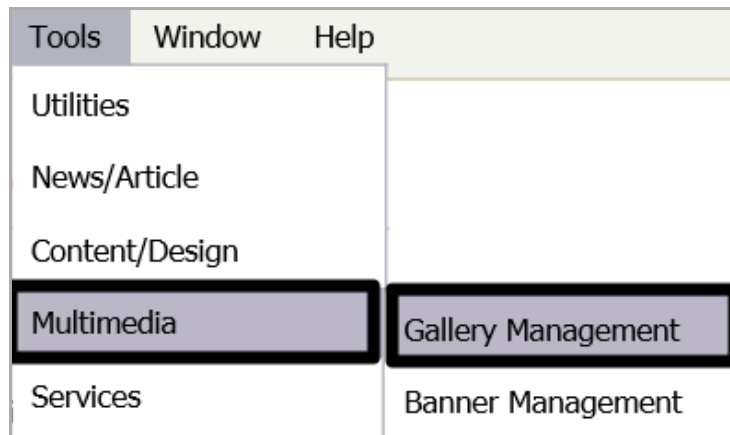 Tools Window Help
Utilities
News/Article
Content/Design
Multimedia
Gallery Management
Services
Banner Management